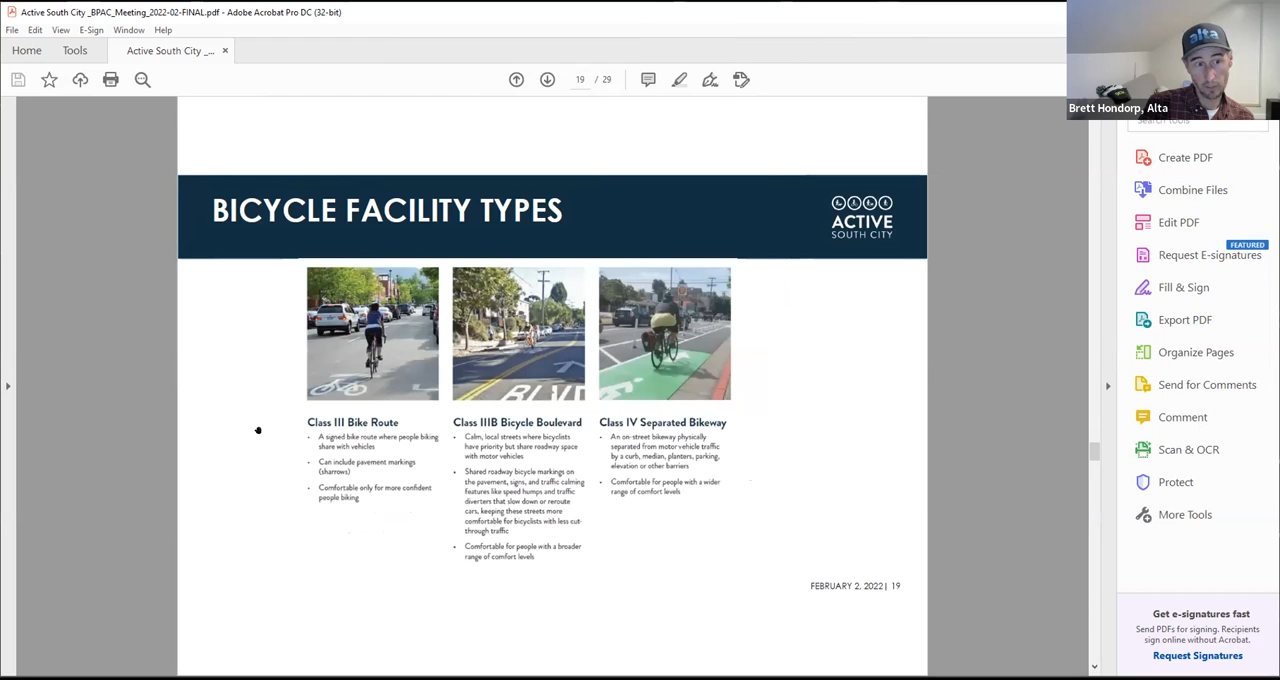 Active South City _BPAC_Meeting_2022-02-FINAL.pdf - Adobe Acrobat Pro DC (32-bit)
File Edit View E-Sign Window Help
Home Tools Active South City _... ×
19 / 29
alta
Brett Hondorp, Alta
Search Tools
BICYCLE FACILITY TYPES
ACTIVE
SOUTH CITY
BLVD
Class III Bike Route
• A signed bike route where people biking
share with vehicles
• Can include pavement markings
(sharrows)
• Comfortable only for more confident
people biking
Class IIIB Bicycle Boulevard
• Calm, local streets where bicyclists
have priority but share roadway space
with motor vehicles
• Shared roadway bicycle markings on
the pavement, signs, and traffic calming
features like speed humps and traffic
diverters that slow down or reroute
cars, keeping these streets more
comfortable for bicyclists with less cut-
through traffic
• Comfortable for people with a broader
range of comfort levels
Class IV Separated Bikeway
• An on-street bikeway physically
separated from motor vehicle traffic
by a curb, median, planters, parking,
elevation or other barriers
• Comfortable for people with a wider
range of comfort levels
FEBRUARY 2, 2022| 19
Create PDF
Combine Files
Edit PDF
FEATURED
Request E-signatures
Fill & Sign
Export PDF
Organize Pages
Send for Comments
Comment
Scan & OCR
Protect
More Tools
Get e-signatures fast
Send PDFs for signing. Recipients
sign online without Acrobat.
Request Signatures